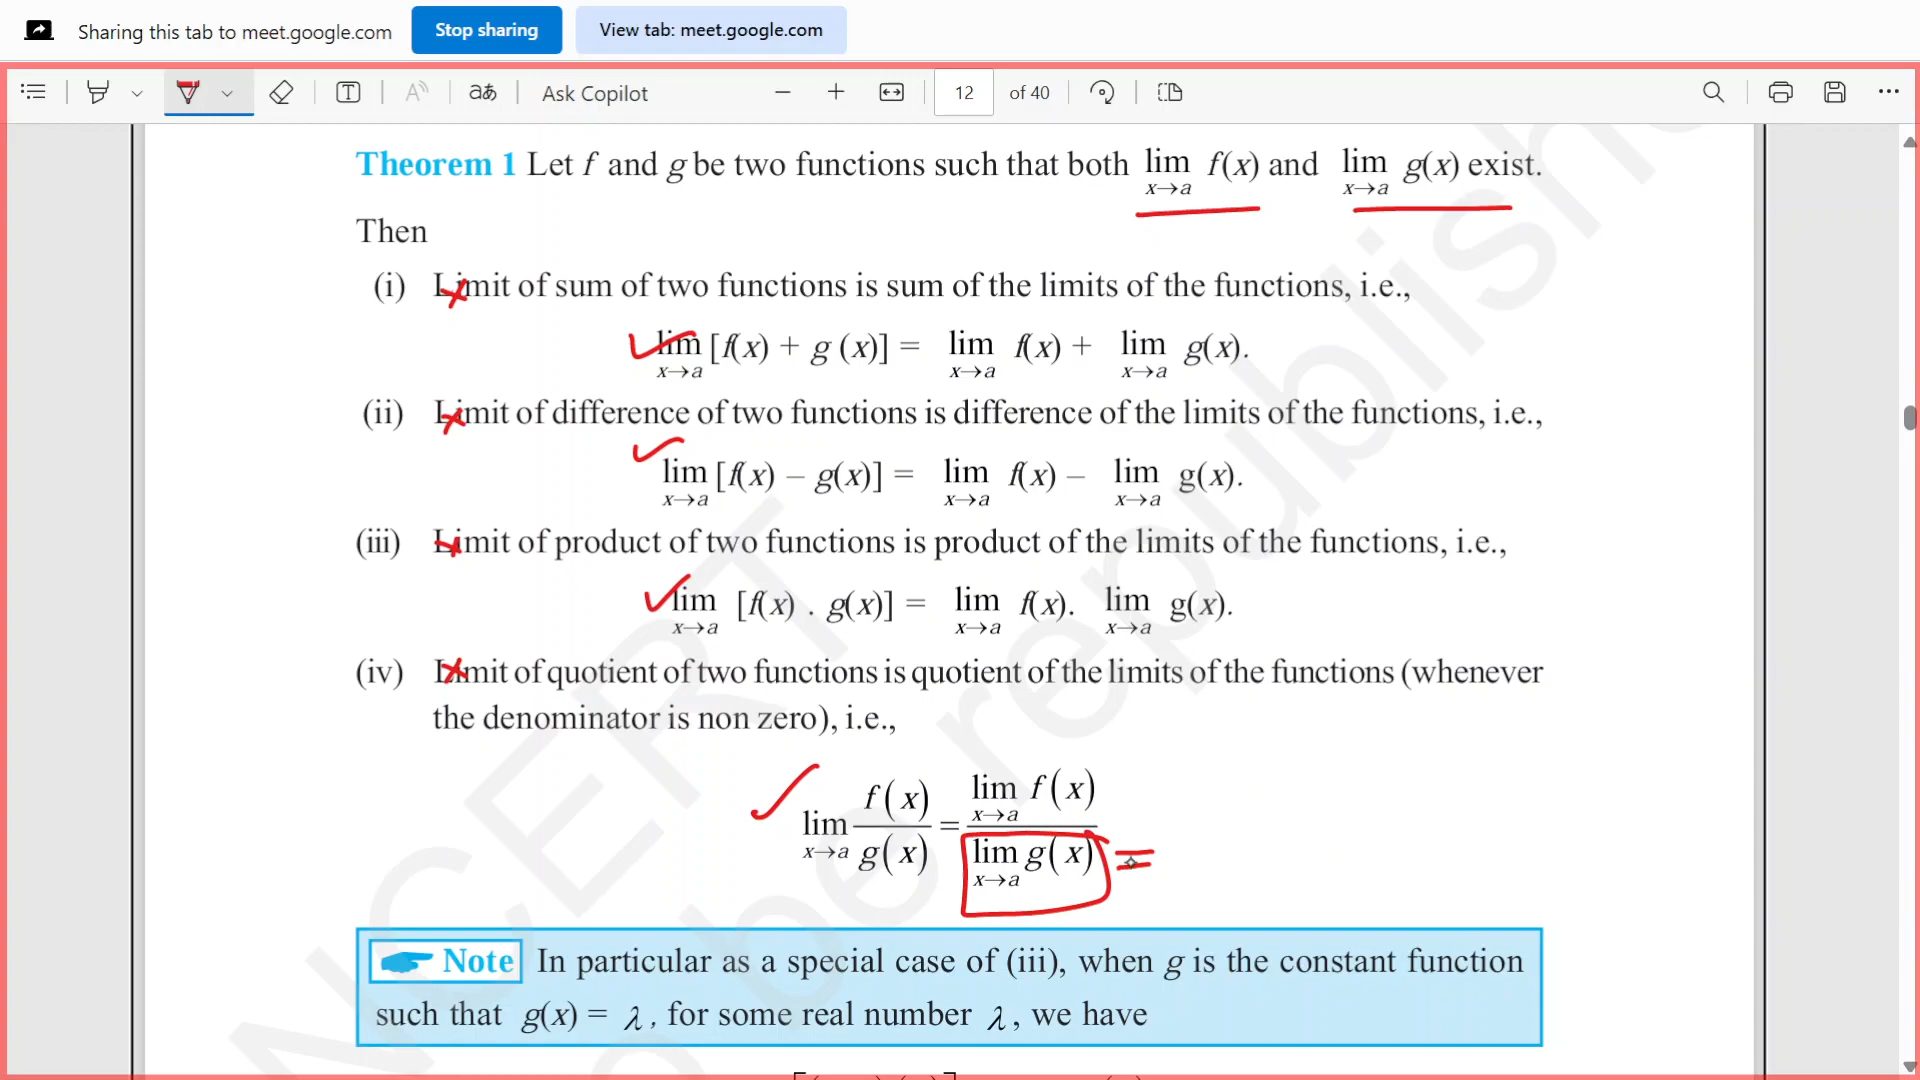 Sharing this tab to meet.google.com Stop sharing View tab: meet.google.com
Ask Copilot 12 of 40
Theorem 1 Let f and g be two functions such that both lim x→a f(x) and lim x→a g(x) exist.
Then
(i) Limit of sum of two functions is sum of the limits of the functions, i.e.,
lim x→a [f(x) + g (x)] = lim x→a f(x) + lim x→a g(x).
(ii) Limit of difference of two functions is difference of the limits of the functions, i.e.,
lim x→a [f(x) – g(x)] = lim x→a f(x) – lim x→a g(x).
(iii) Limit of product of two functions is product of the limits of the functions, i.e.,
lim x→a [f(x) . g(x)] = lim x→a f(x). lim x→a g(x).
(iv) Limit of quotient of two functions is quotient of the limits of the functions (whenever
the denominator is non zero), i.e.,
lim x→a f(x)/g(x) = lim x→a f(x) / lim x→a g(x) =
Note In particular as a special case of (iii), when g is the constant function
such that g(x) = λ, for some real number λ, we have
NCERT
be republished